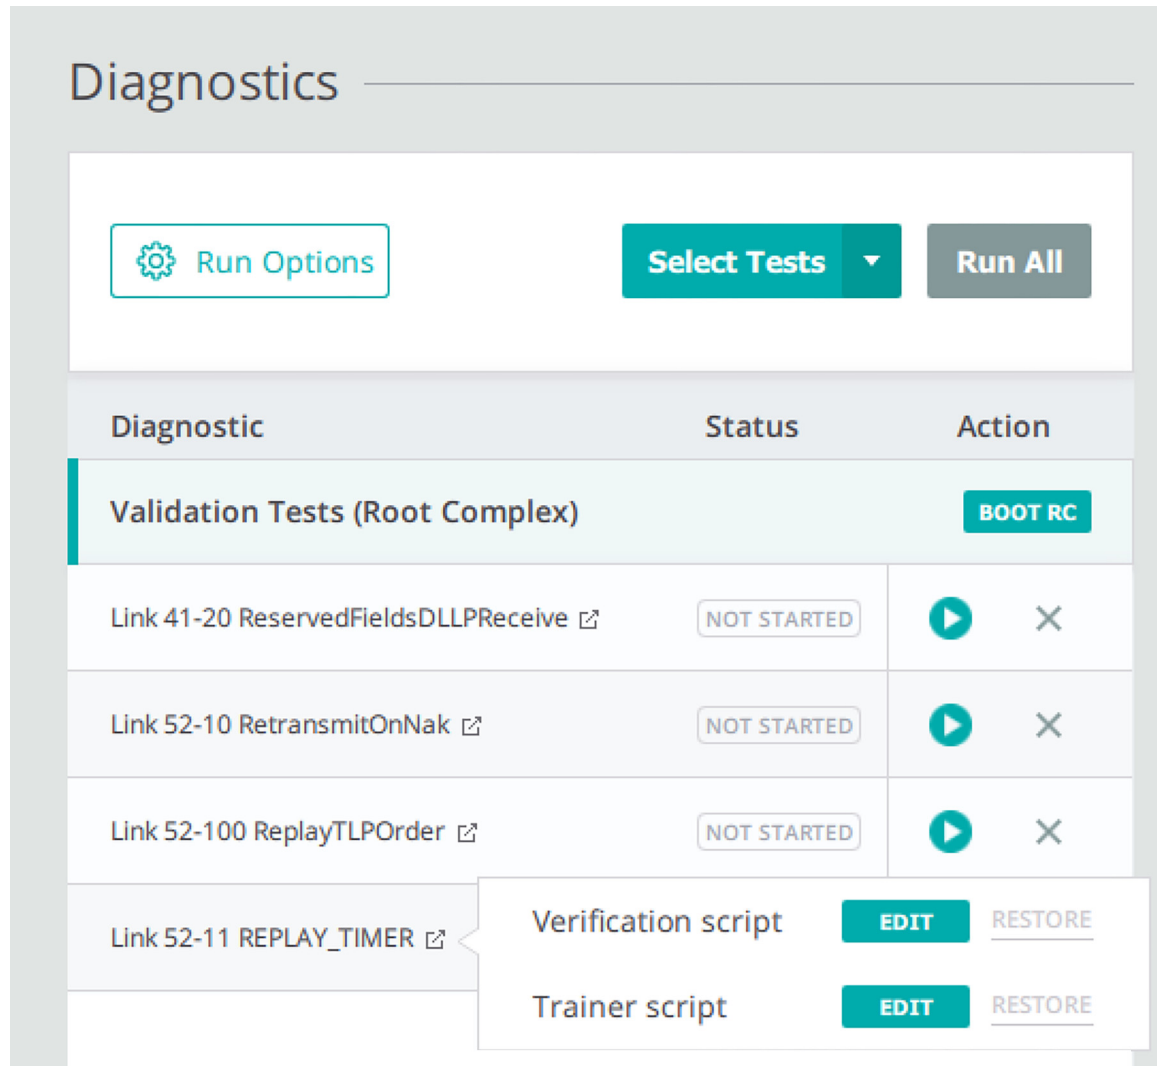 Diagnostics
Run Options
Select Tests
Run All
Diagnostic Status Action
Validation Tests (Root Complex) BOOT RC
Link 41-20 ReservedFieldsDLLPReceive NOT STARTED
Link 52-10 RetransmitOnNak NOT STARTED
Link 52-100 ReplayTLPOrder NOT STARTED
Link 52-11 REPLAY_TIMER
Verification script EDIT RESTORE
Trainer script EDIT RESTORE